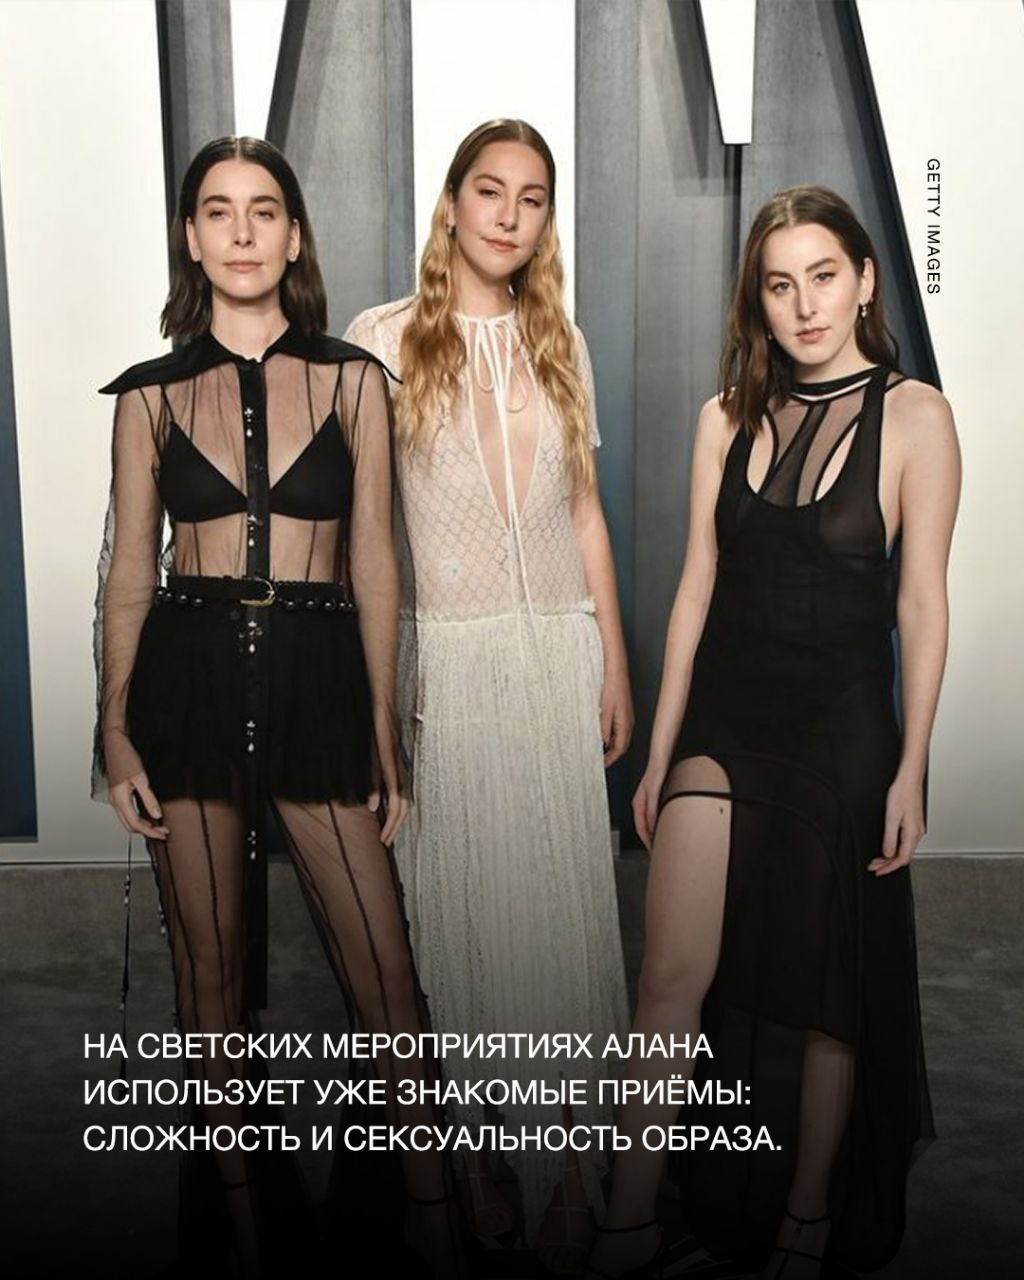 GETTY IMAGES
НА СВЕТСКИХ МЕРОПРИЯТИЯХ АЛАНА
ИСПОЛЬЗУЕТ УЖЕ ЗНАКОМЫЕ ПРИЁМЫ:
СЛОЖНОСТЬ И СЕКСУАЛЬНОСТЬ ОБРАЗА.